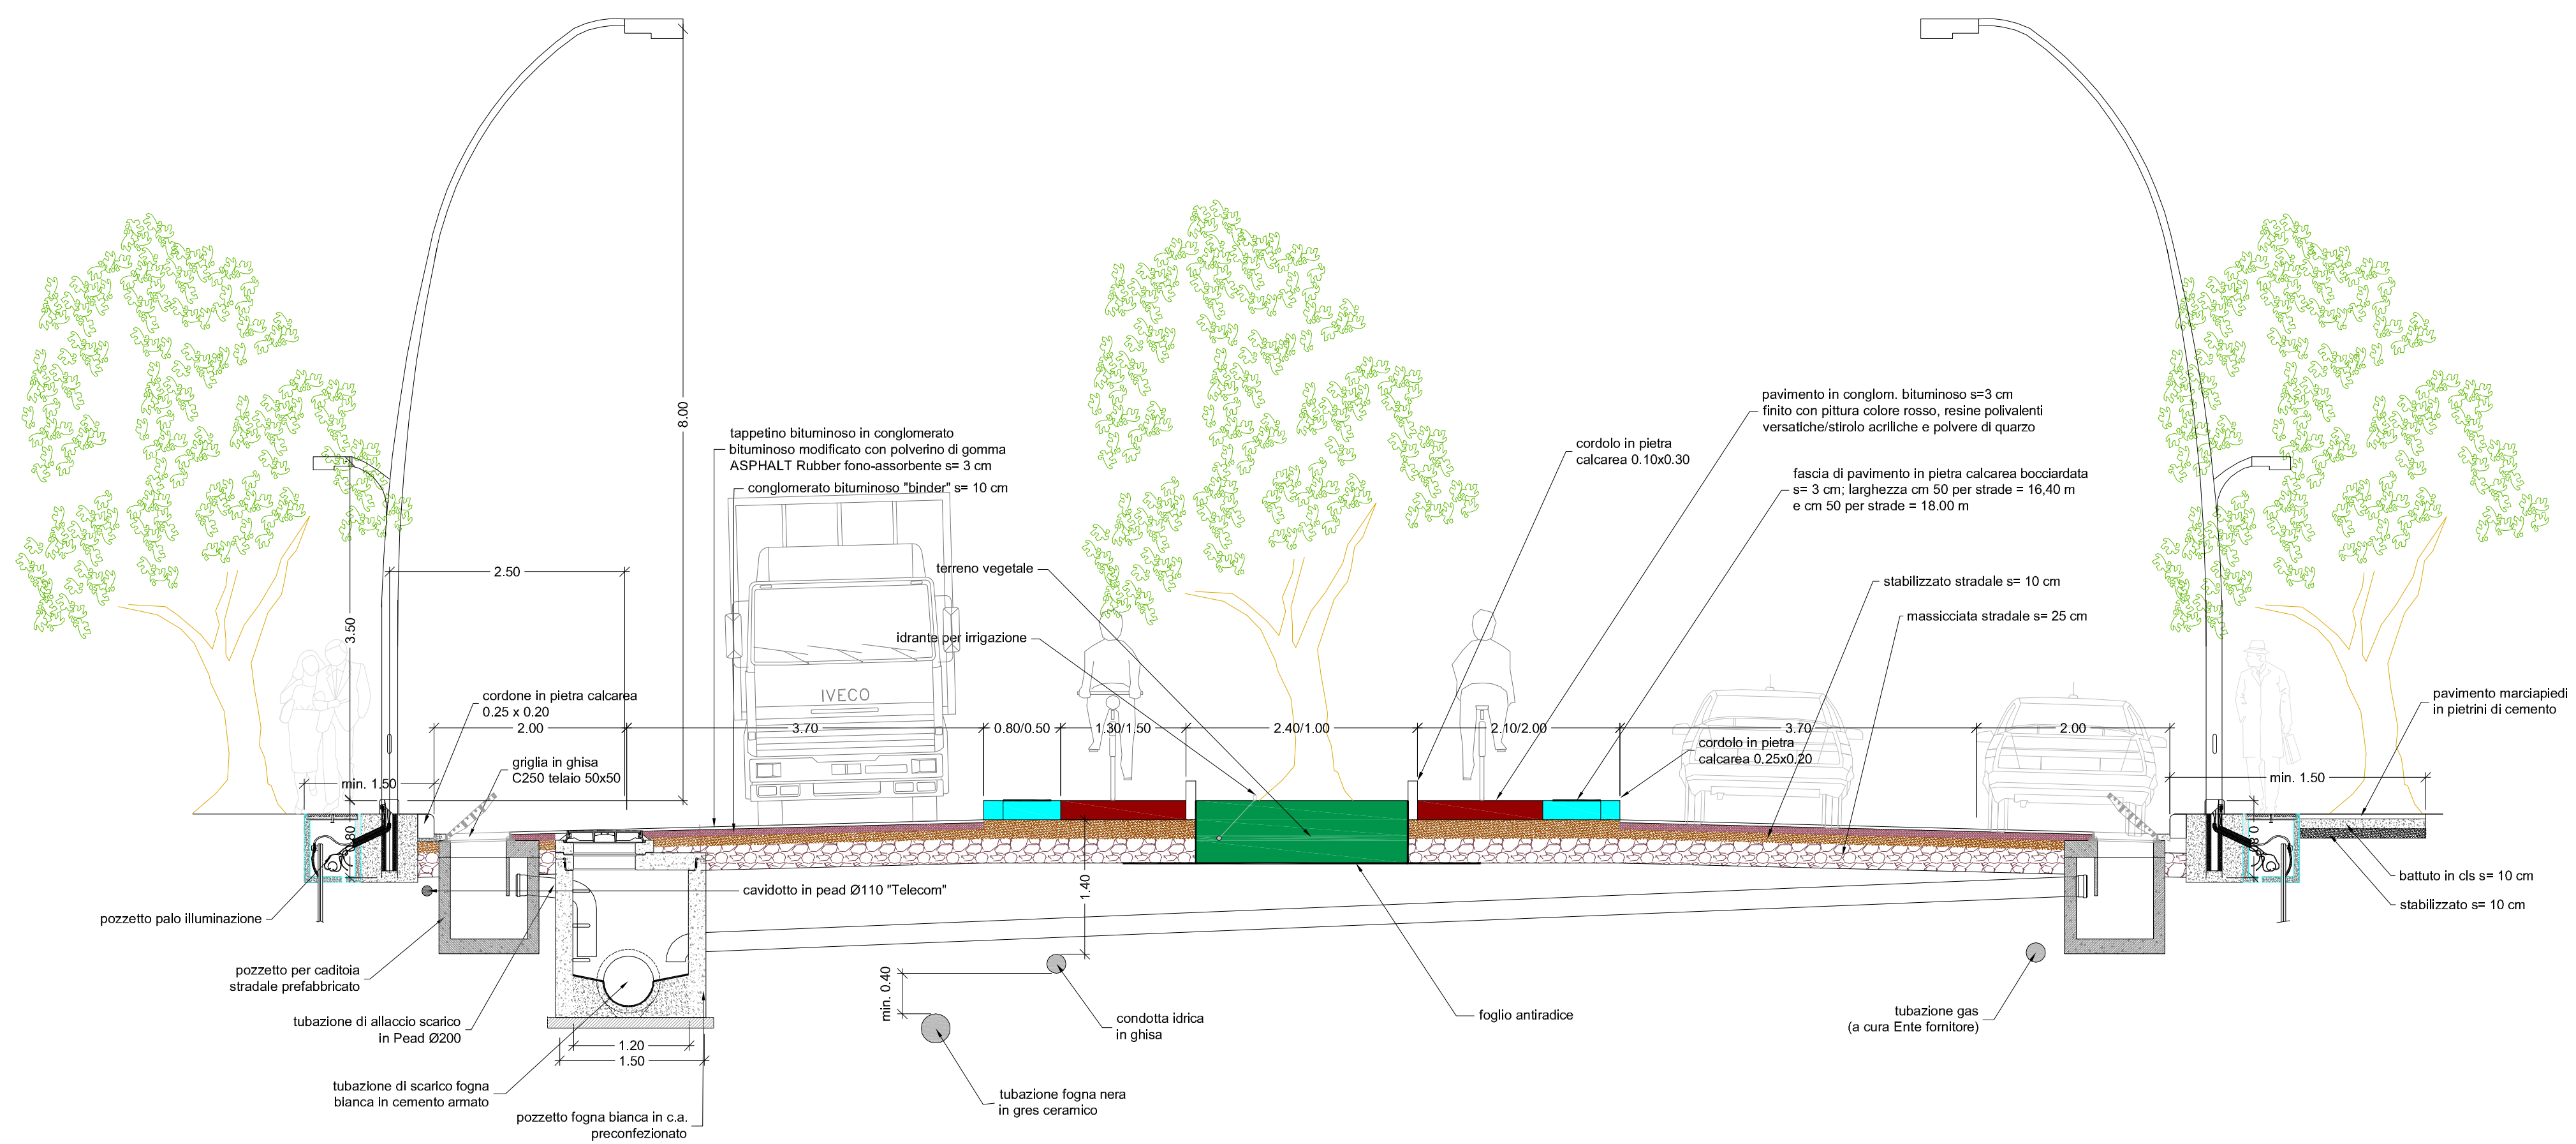 8.00
pavimento in conglom. bituminoso s=3 cm
finito con pittura colore rosso, resine polivalenti
versatiche/stirolo acriliche e polvere di quarzo
tappetino bituminoso in conglomerato
bituminoso modificato con polverino di gomma
ASPHALT Rubber fono-assorbente s= 3 cm
cordolo in pietra
calcarea 0.10x0.30
conglomerato bituminoso "binder" s= 10 cm
fascia di pavimento in pietra calcarea bocciardata
s= 3 cm; larghezza cm 50 per strade = 16,40 m
e cm 50 per strade = 18.00 m
2.50
terreno vegetale
stabilizzato stradale s= 10 cm
3.50
idrante per irrigazione
massicciata stradale s= 25 cm
IVECO
cordone in pietra calcarea
0.25 x 0.20
pavimento marciapiedi
in pietrini di cemento
2.00
3.70
0.80/0.50
1.30/1.50
2.40/1.00
2.10/2.00
3.70
2.00
cordolo in pietra
calcarea 0.25x0.20
griglia in ghisa
C250 telaio 50x50
min. 1.50
min. 1.50
.80
1.40
battuto in cls s= 10 cm
stabilizzato s= 10 cm
cavidotto in pead Ø110 "Telecom"
pozzetto palo illuminazione
pozzetto per caditoia
stradale prefabbricato
min. 0.40
tubazione di allaccio scarico
in Pead Ø200
condotta idrica
in ghisa
foglio antiradice
tubazione gas
(a cura Ente fornitore)
1.20
1.50
tubazione di scarico fogna
bianca in cemento armato
tubazione fogna nera
in gres ceramico
pozzetto fogna bianca in c.a.
preconfezionato